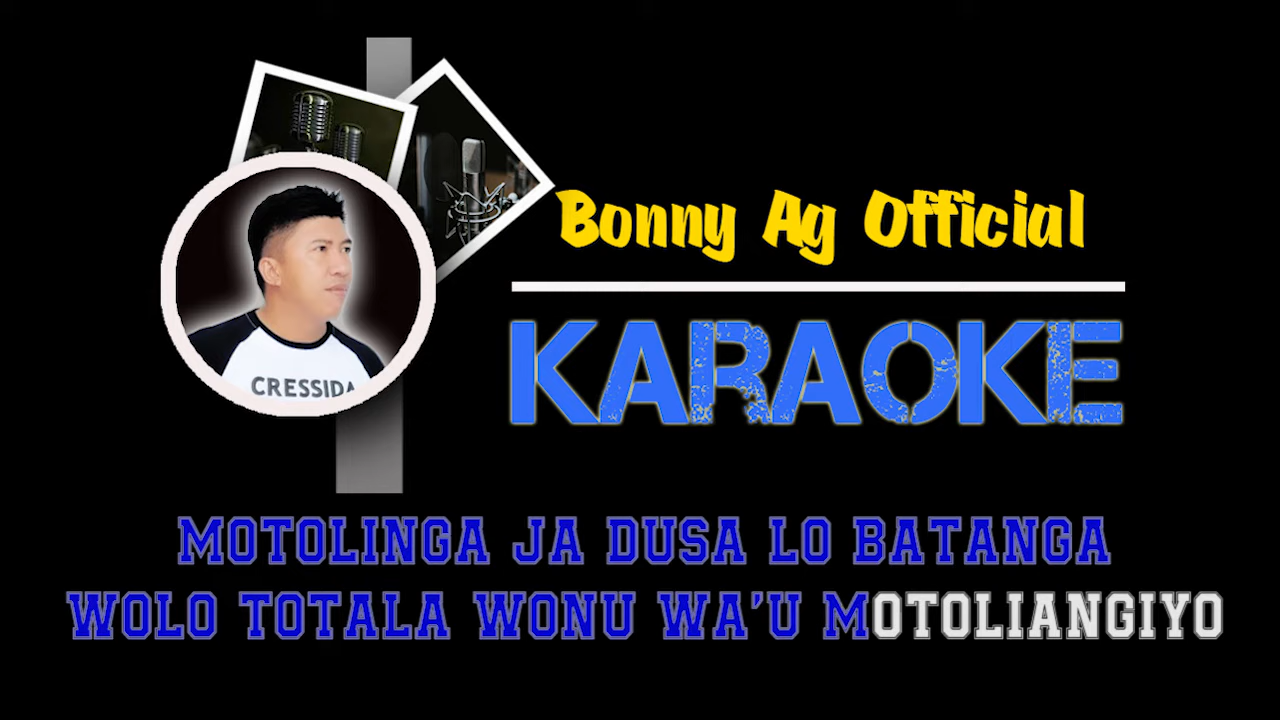 Bonny Ag Official
KARAOKE
CRESSIDA
MOTOLINGA JA DUSA LO BATANGA
WOLO TOTALA WONU WA'U MOTOLIANGIYO